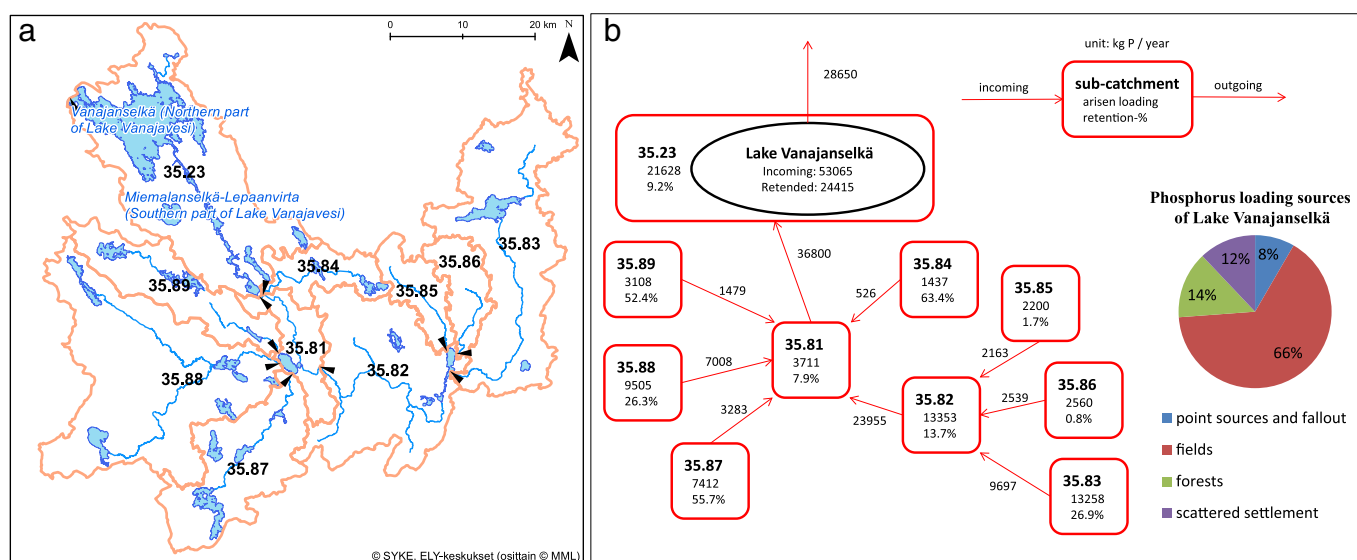 a
0 10 20 km
N
Vanajanselkä (Northern part
of Lake Vanajavesi)
35.23
Miemalanselkä-Lepaanvirta
(Southern part of Lake Vanajavesi)
35.83
35.86
35.84
35.89
35.85
35.81
35.82
35.88
35.87
© SYKE, ELY-keskukset (osittain © MML)
b
unit: kg P / year
28650
incoming
sub-catchment
arisen loading
retention-%
outgoing
35.23
21628
9.2%
Lake Vanajanselkä
Incoming: 53065
Retended: 24415
36800
35.89
3108
52.4%
1479
35.84
1437
63.4%
526
35.85
2200
1.7%
2163
35.81
3711
7.9%
35.88
9505
26.3%
7008
35.82
13353
13.7%
23955
35.86
2560
0.8%
2539
3283
35.87
7412
55.7%
35.83
13258
26.9%
9697
Phosphorus loading sources
of Lake Vanajanselkä
8%
12%
14%
66%
point sources and fallout
fields
forests
scattered settlement